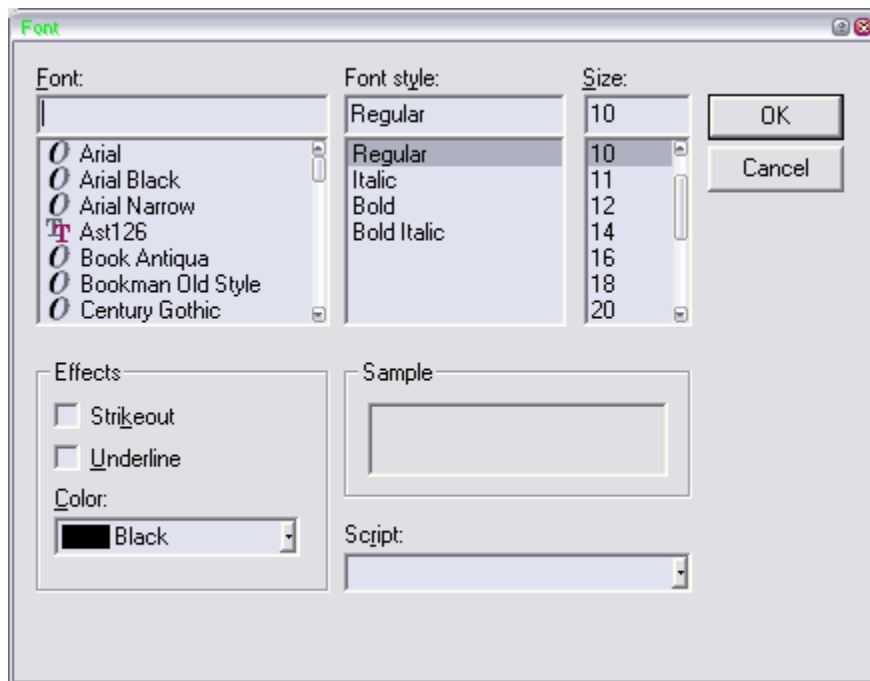 Font
Font:
Font style:
Size:
Regular
10
OK
Cancel
Arial
Arial Black
Arial Narrow
Ast126
Book Antiqua
Bookman Old Style
Century Gothic
Regular
Italic
Bold
Bold Italic
10
11
12
14
16
18
20
Effects
Strikeout
Underline
Color:
Black
Sample
Script: